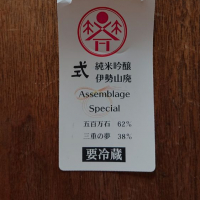 弐 純米吟醸
伊勢山廃
Assemblage
Special
五百万石 62%
三重の夢 38%
要冷蔵